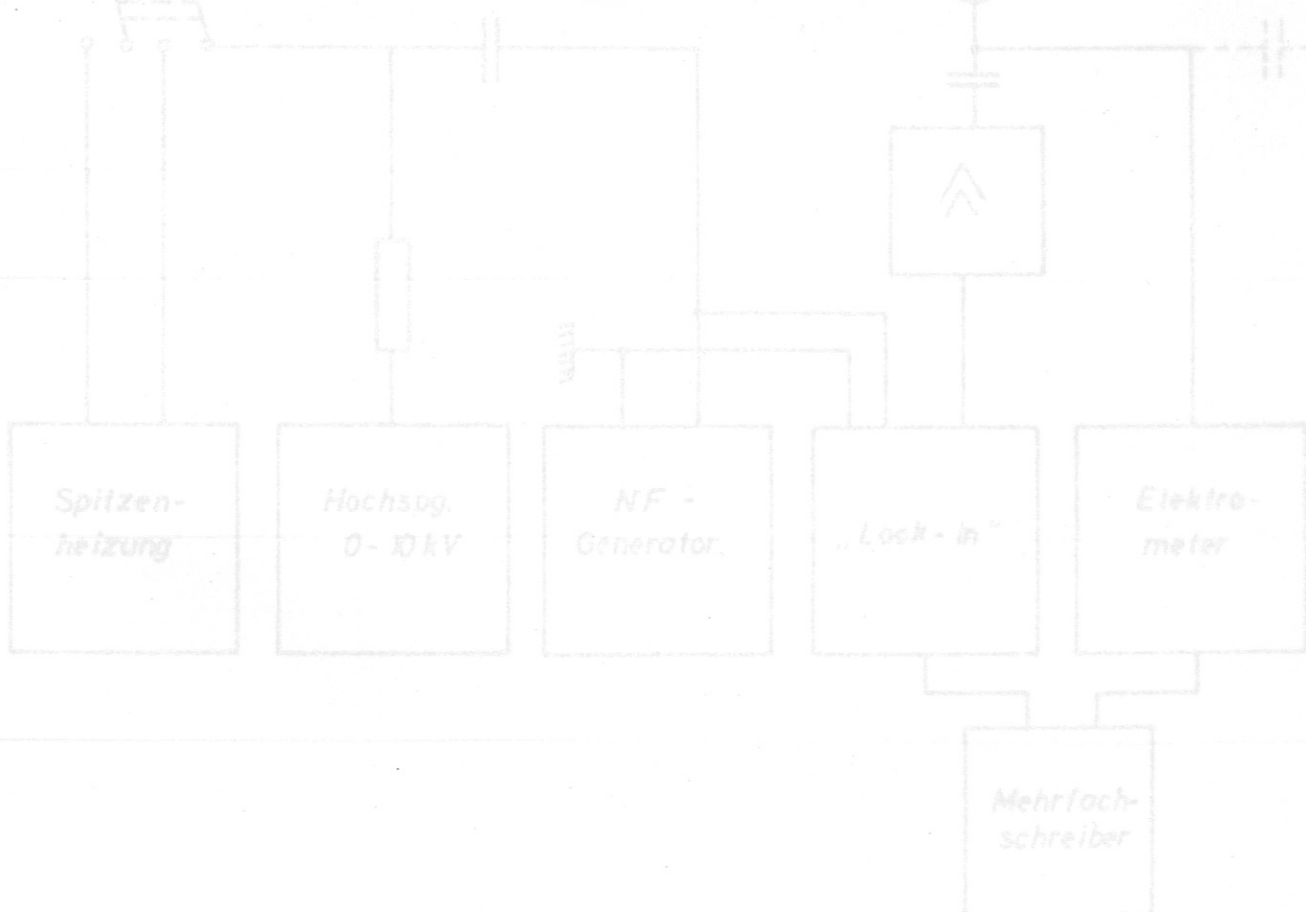 Spitzen-
heizung
Hochspg.
0-10 kV
NF -
Generator.
„Lock-in"
Elektro-
meter
Mehrfach-
schreiber